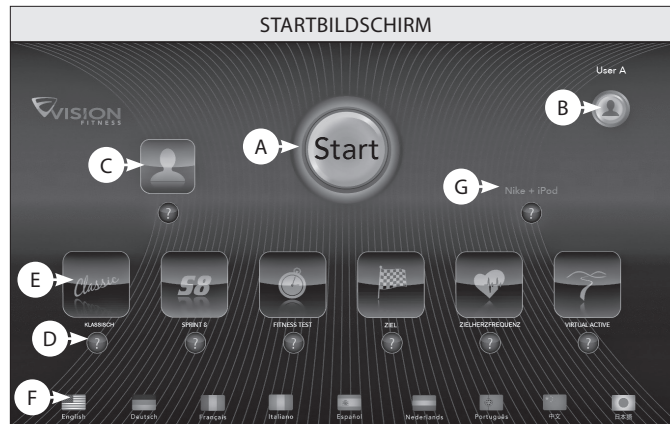 STARTBILDSCHIRM
User A
VISION
FITNESS
B
A
Start
C
G
Nike + iPod
?
?
E
Classic
S8
KLASSISCH
SPRINT 8
FITNESS TEST
ZIEL
ZIELHERZFREQUENZ
VIRTUAL ACTIVE
D
? ? ? ? ? ?
F
English Deutsch Français Italiano Español Nederlands Português 中文 日本語